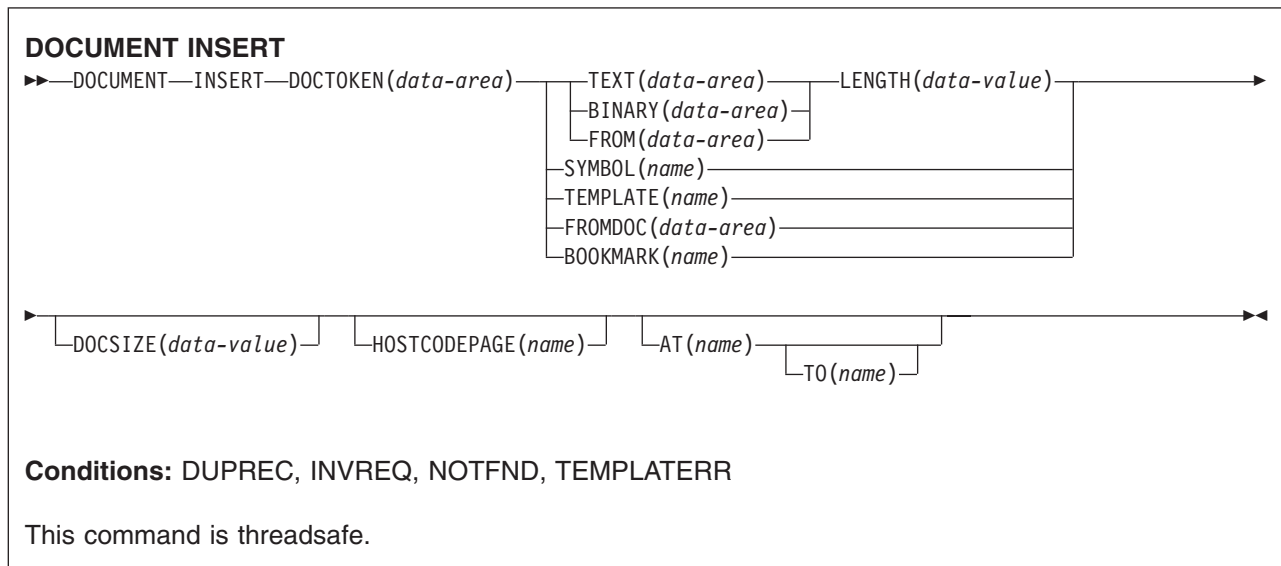 DOCUMENT INSERT
DOCUMENT INSERT DOCTOKEN(data-area) TEXT(data-area) LENGTH(data-value)
BINARY(data-area)
FROM(data-area)
SYMBOL(name)
TEMPLATE(name)
FROMDOC(data-area)
BOOKMARK(name)
DOCSIZE(data-value) HOSTCODEPAGE(name) AT(name)
TO(name)
Conditions: DUPREC, INVREQ, NOTFND, TEMPLATERR
This command is threadsafe.